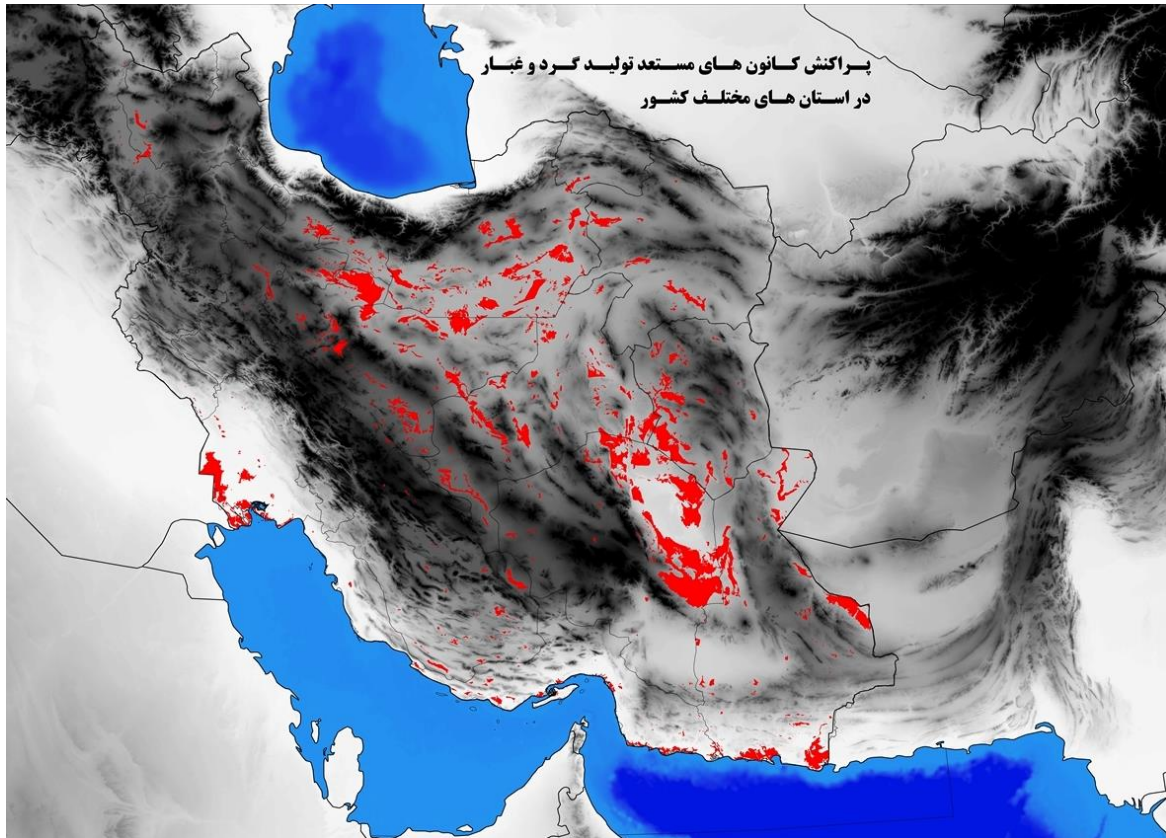 پراکنش کانون های مستعد تولید گرد و غبار
در استان های مختلف کشور